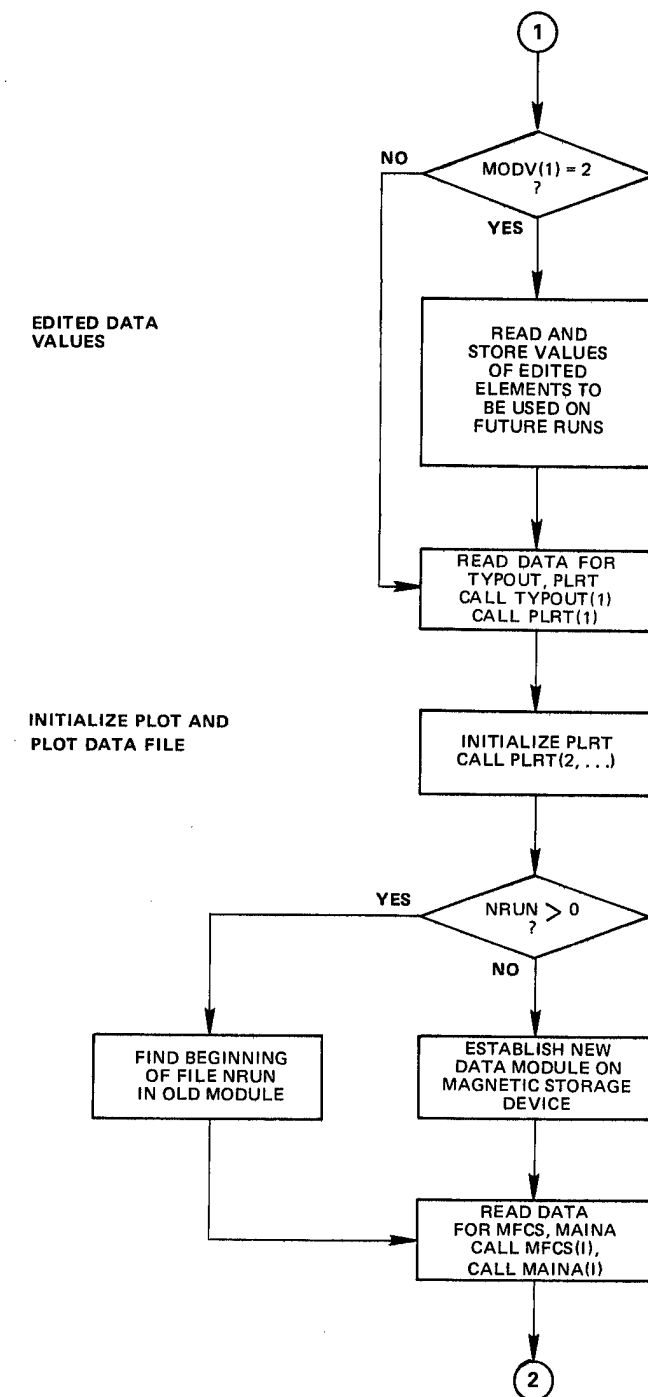 1
MODV(1) = 2
?
NO
YES
EDITED DATA
VALUES
READ AND
STORE VALUES
OF EDITED
ELEMENTS TO
BE USED ON
FUTURE RUNS
READ DATA FOR
TYPOUT, PLRT
CALL TYPOUT(1)
CALL PLRT(1)
INITIALIZE PLOT AND
PLOT DATA FILE
INITIALIZE PLRT
CALL PLRT(2, . . .)
NRUN > 0
?
YES
NO
FIND BEGINNING
OF FILE NRUN
IN OLD MODULE
ESTABLISH NEW
DATA MODULE ON
MAGNETIC STORAGE
DEVICE
READ DATA
FOR MFCS, MAINA
CALL MFCS(I),
CALL MAINA(I)
2